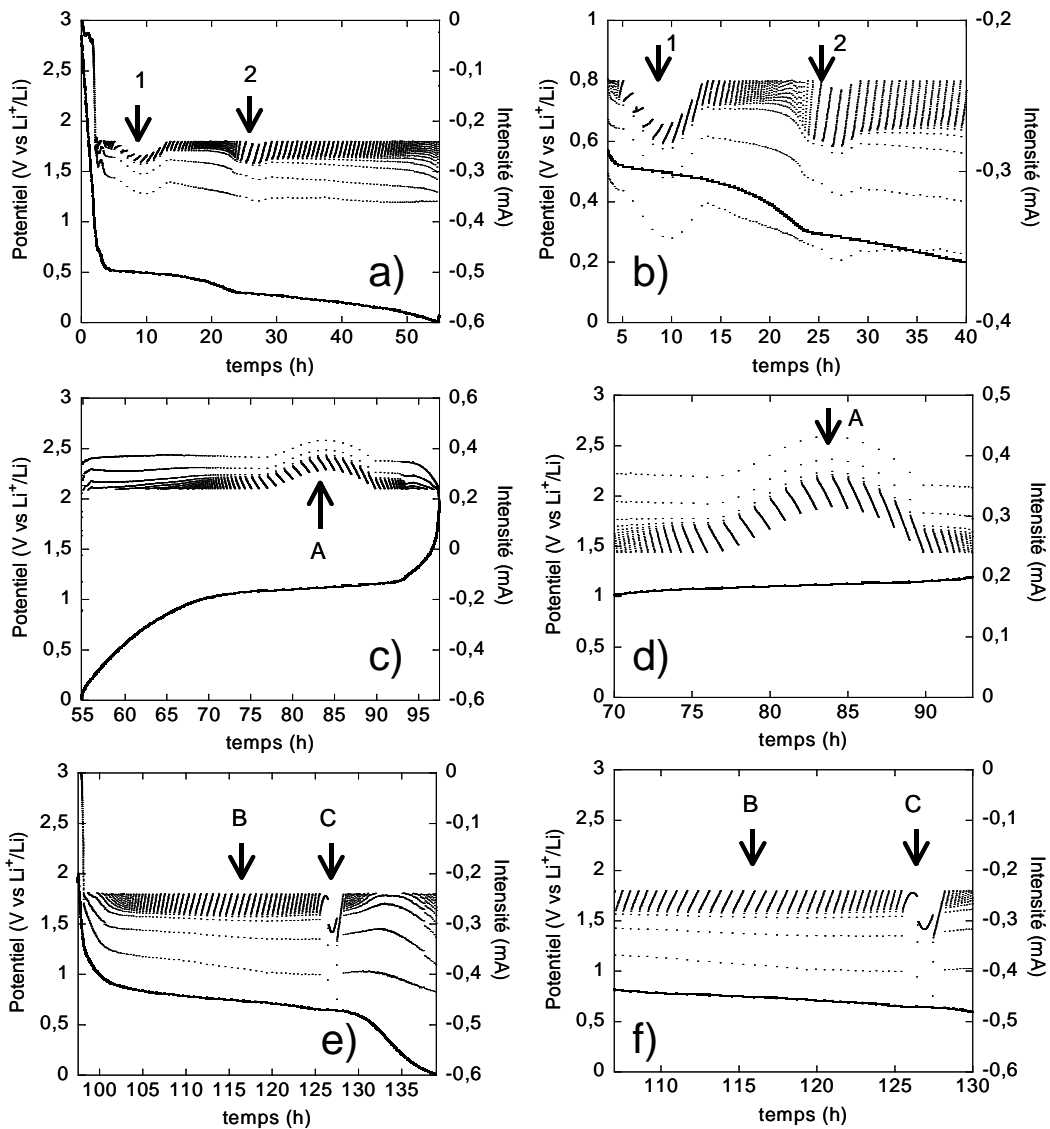 3
2,5
2
1,5
1
0,5
0
Potentiel (V vs Li+/Li)
1
2
a)
0
-0,1
-0,2
-0,3
-0,4
-0,5
-0,6
Intensité (mA)
0 10 20 30 40 50
temps (h)
1
0,8
0,6
0,4
0,2
0
Potentiel (V vs Li+/Li)
1
2
b)
-0,2
-0,3
-0,4
Intensité (mA)
5 10 15 20 25 30 35 40
temps (h)
3
2,5
2
1,5
1
0,5
0
Potentiel (V vs Li+/Li)
A
c)
0,6
0,4
0,2
0
-0,2
-0,4
-0,6
Intensité (mA)
55 60 65 70 75 80 85 90 95
temps (h)
3
2,5
2
1,5
1
0,5
0
Potentiel (V vs Li+/Li)
A
d)
0,5
0,4
0,3
0,2
0,1
0
Intensité (mA)
70 75 80 85 90
temps (h)
3
2,5
2
1,5
1
0,5
0
Potentiel (V vs Li+/Li)
B
C
e)
0
-0,1
-0,2
-0,3
-0,4
-0,5
-0,6
Intensité (mA)
100 105 110 115 120 125 130 135
temps (h)
3
2,5
2
1,5
1
0,5
0
Potentiel (V vs Li+/Li)
B
C
f)
0
-0,1
-0,2
-0,3
-0,4
-0,5
-0,6
Intensité (mA)
110 115 120 125 130
temps (h)